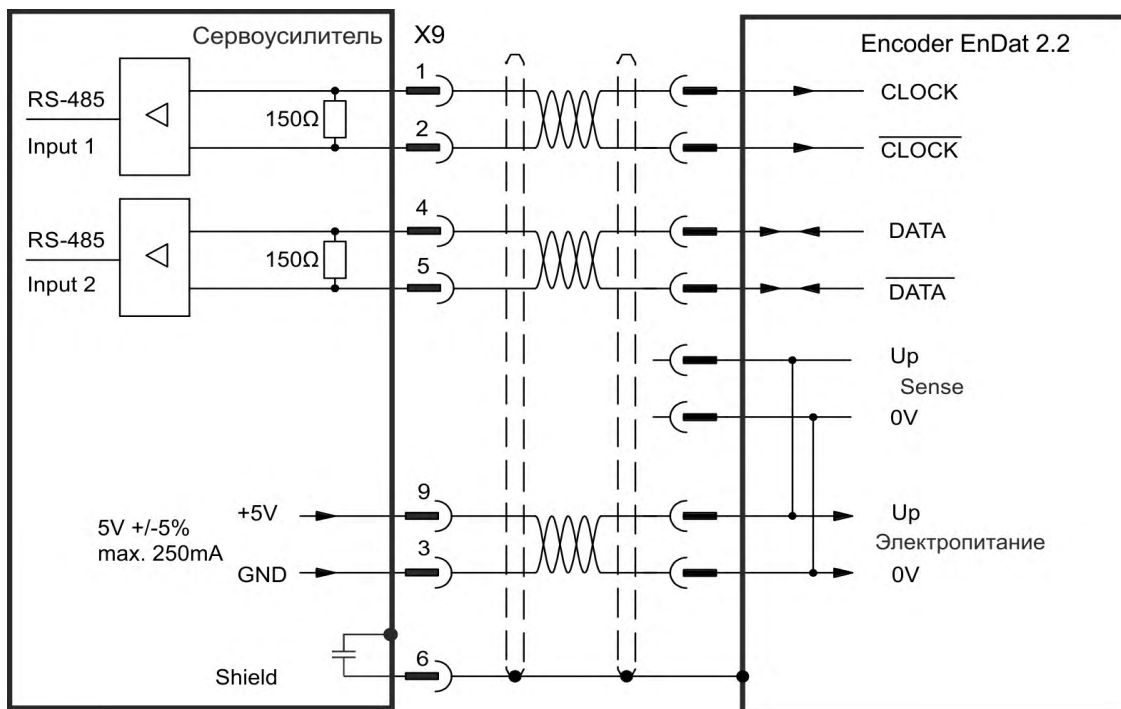 Сервоусилитель
X9
Encoder EnDat 2.2
RS-485
Input 1
150Ω
1
2
CLOCK
CLOCK
RS-485
Input 2
150Ω
4
5
DATA
DATA
Up
Sense
0V
5V +/-5%
max. 250mA
+5V
GND
9
3
Up
Электропитание
0V
Shield
6